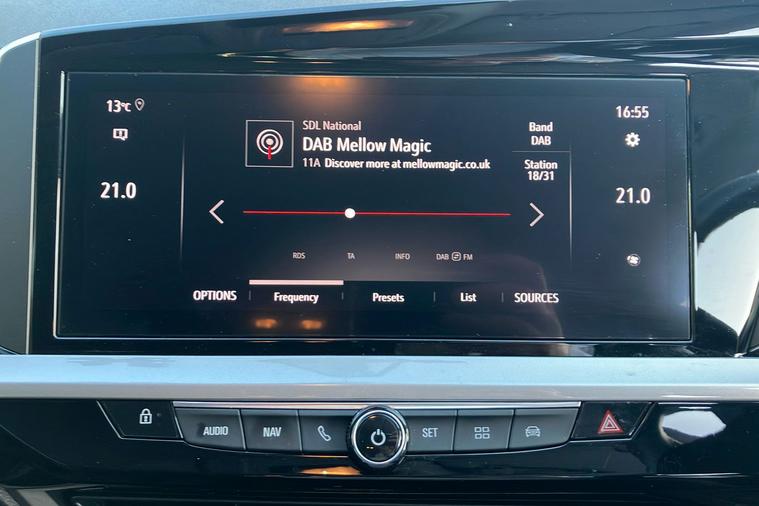 13°C
16:55
SDL National
DAB Mellow Magic
11A Discover more at mellowmagic.co.uk
Band
DAB
Station
18/31
21.0
21.0
RDS
TA
INFO
DAB FM
OPTIONS
Frequency
Presets
List
SOURCES
AUDIO
NAV
SET